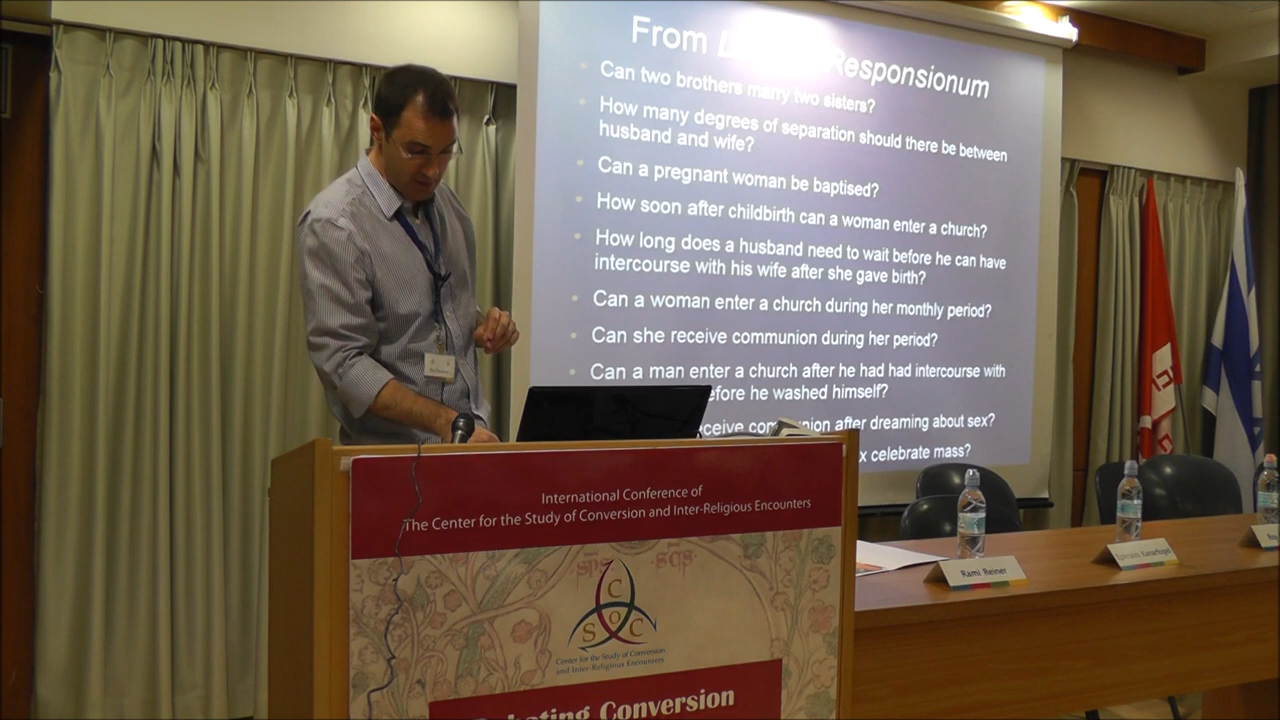 From Responsionum
Can two brothers marry two sisters?
How many degrees of separation should there be between
husband and wife?
Can a pregnant woman be baptised?
How soon after childbirth can a woman enter a church?
How long does a husband need to wait before he can have
intercourse with his wife after she gave birth?
Can a woman enter a church during her monthly period?
Can she receive communion during her period?
Can a man enter a church after he had had intercourse with
efore he washed himself?
eceive communion after dreaming about sex?
x celebrate mass?
International Conference of
The Center for the Study of Conversion and Inter-Religious Encounters
C
S O C
Center for the Study of Conversion
and Inter-Religious Encounters
Debating Conversion
Rami Reiner
Ephraim Kanarfogel